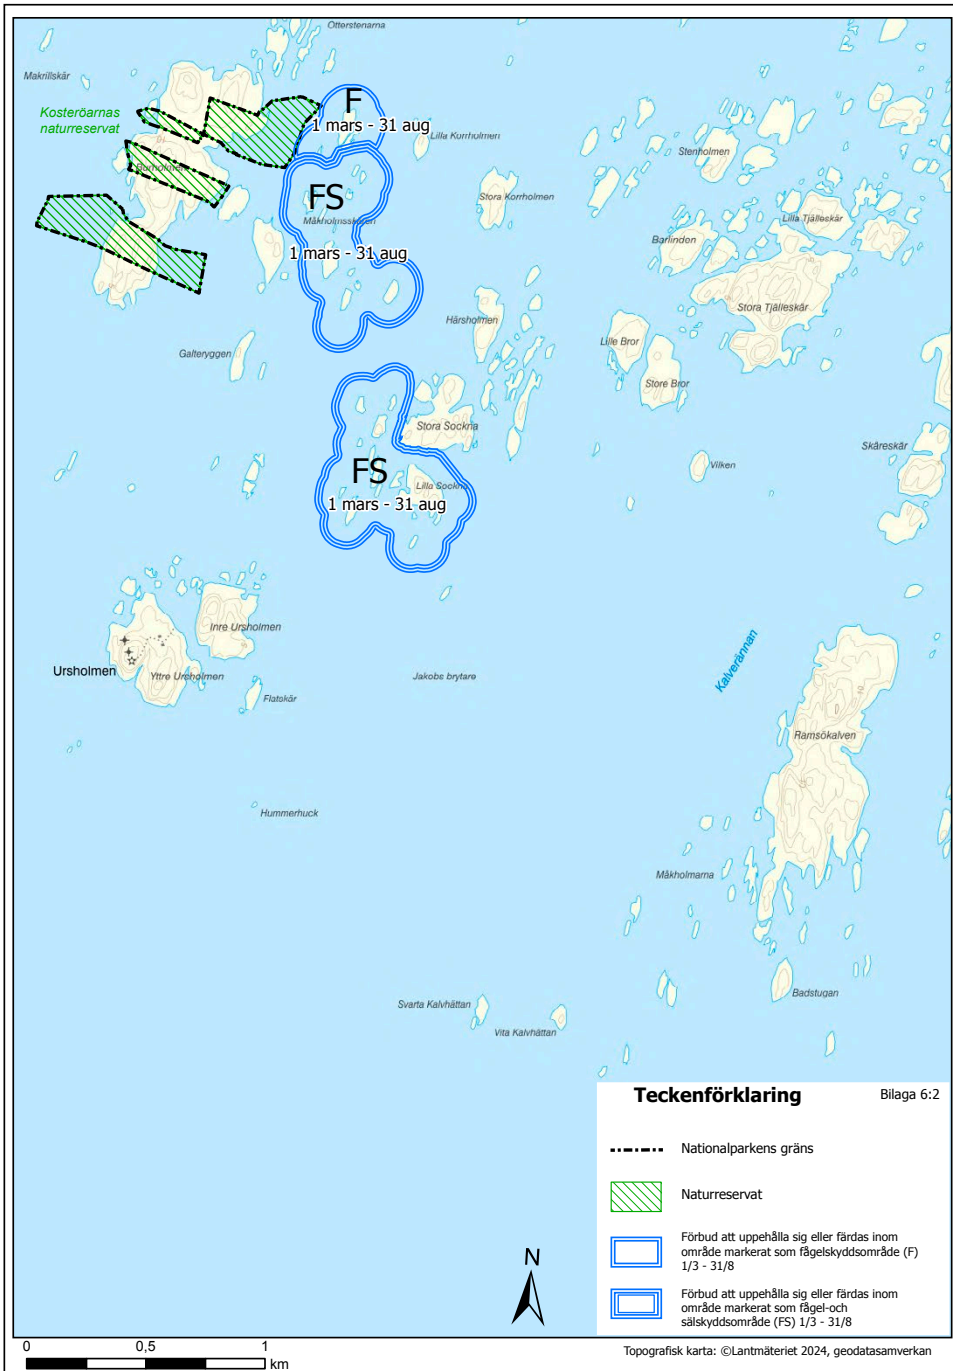 Otterstenarna
Makrillskär
Kosteröarnas
naturreservat
F
1 mars - 31 aug
Lilla Korrholmen
Stenholmen
Burholmen
FS
Stora Korrholmen
Måkholmsskären
Lilla Tjälleskär
1 mars - 31 aug
Barlinden
Stora Tjälleskär
Härsholmen
Lille Bror
Galteryggen
Store Bror
Stora Sockna
Skåreskär
FS
Vilken
Lilla Sockna
1 mars - 31 aug
Inre Ursholmen
Ursholmen
Yttre Ursholmen
Jakobs brytare
Kalverännan
Flatskär
10
Ramsökalven
Hummerhuck
Måkholmarna
Badstugan
Svarta Kalvhättan
Vita Kalvhättan
Teckenförklaring
Bilaga 6:2
Nationalparkens gräns
Naturreservat
Förbud att uppehålla sig eller färdas inom
område markerat som fågelskyddsområde (F)
1/3 - 31/8
Förbud att uppehålla sig eller färdas inom
område markerat som fågel-och
sälskyddsområde (FS) 1/3 - 31/8
N
0
0,5
1
km
Topografisk karta: ©Lantmäteriet 2024, geodatasamverkan